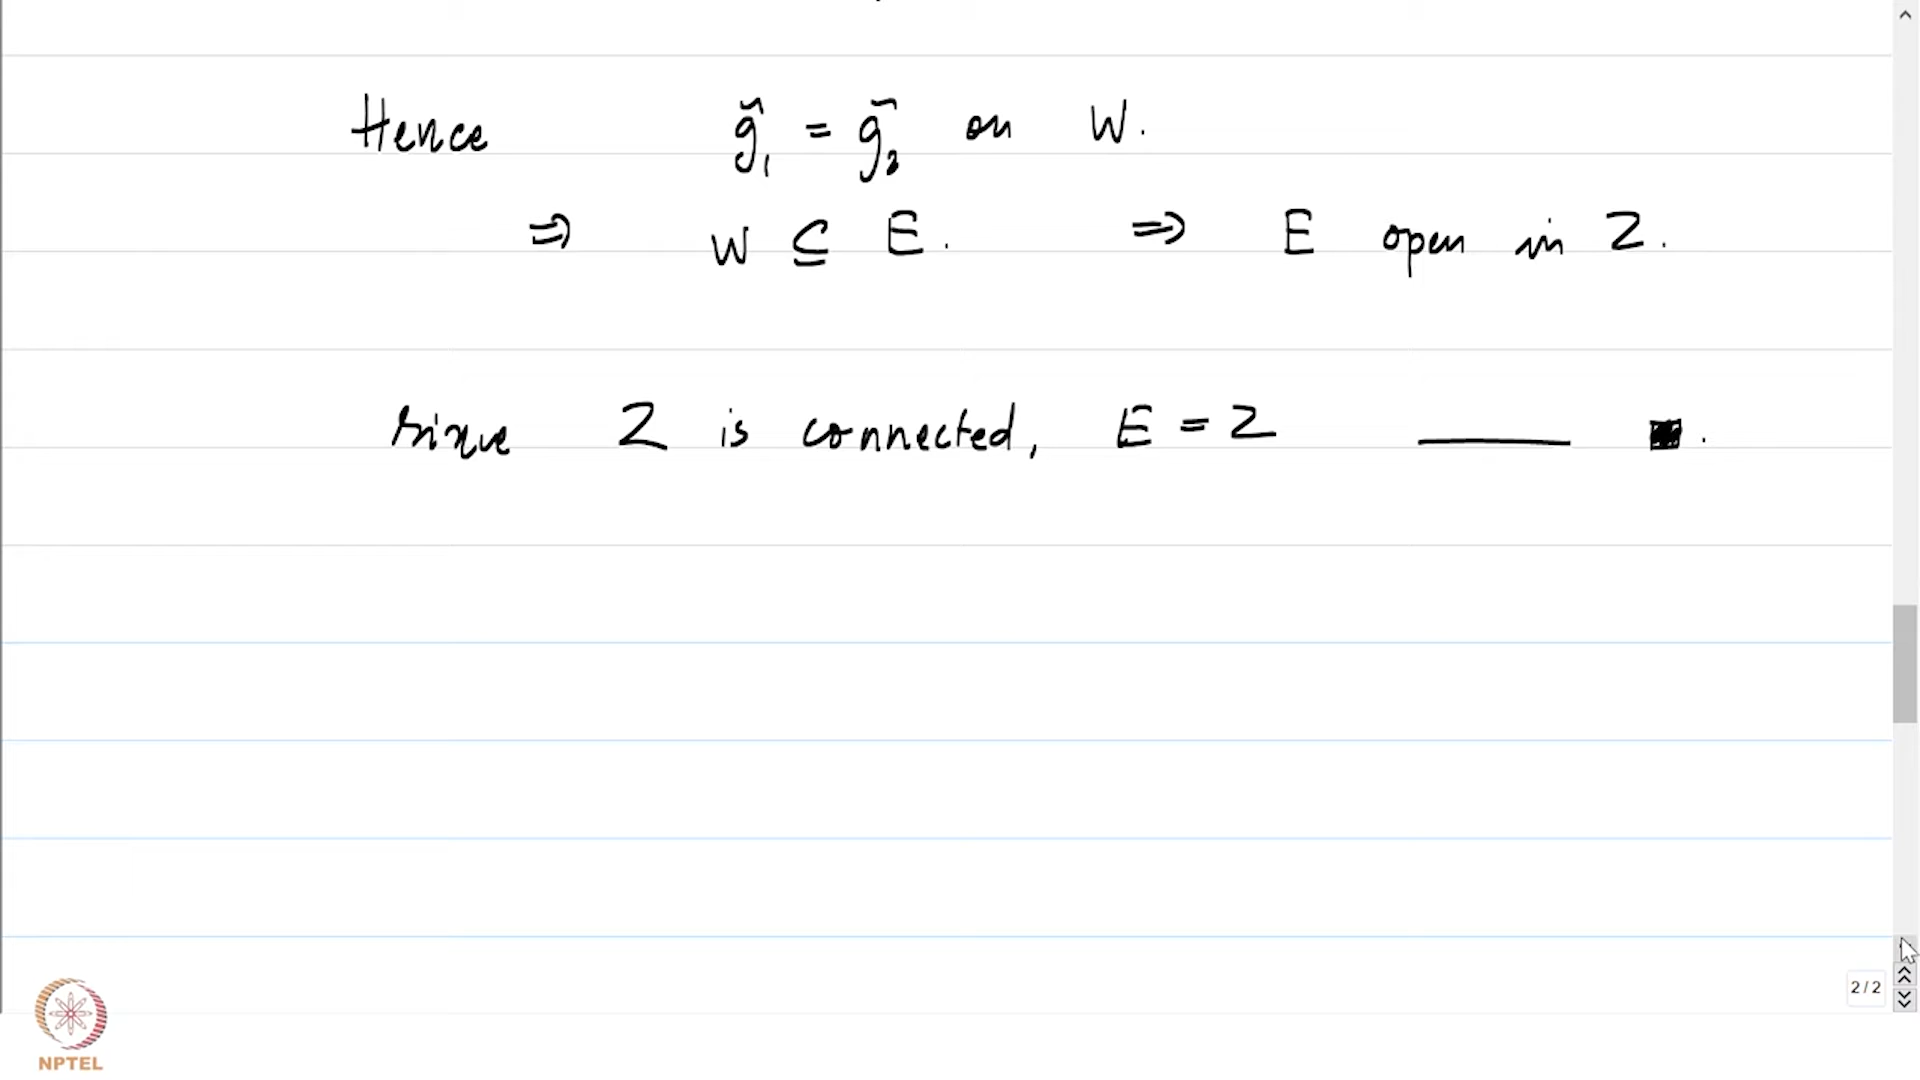 Hence g̃₁ = g̃₂ on W.
⇒ W ⊆ E. ⇒ E open in Z.
Since Z is connected, E = Z ——— ■.
2 / 2
NPTEL